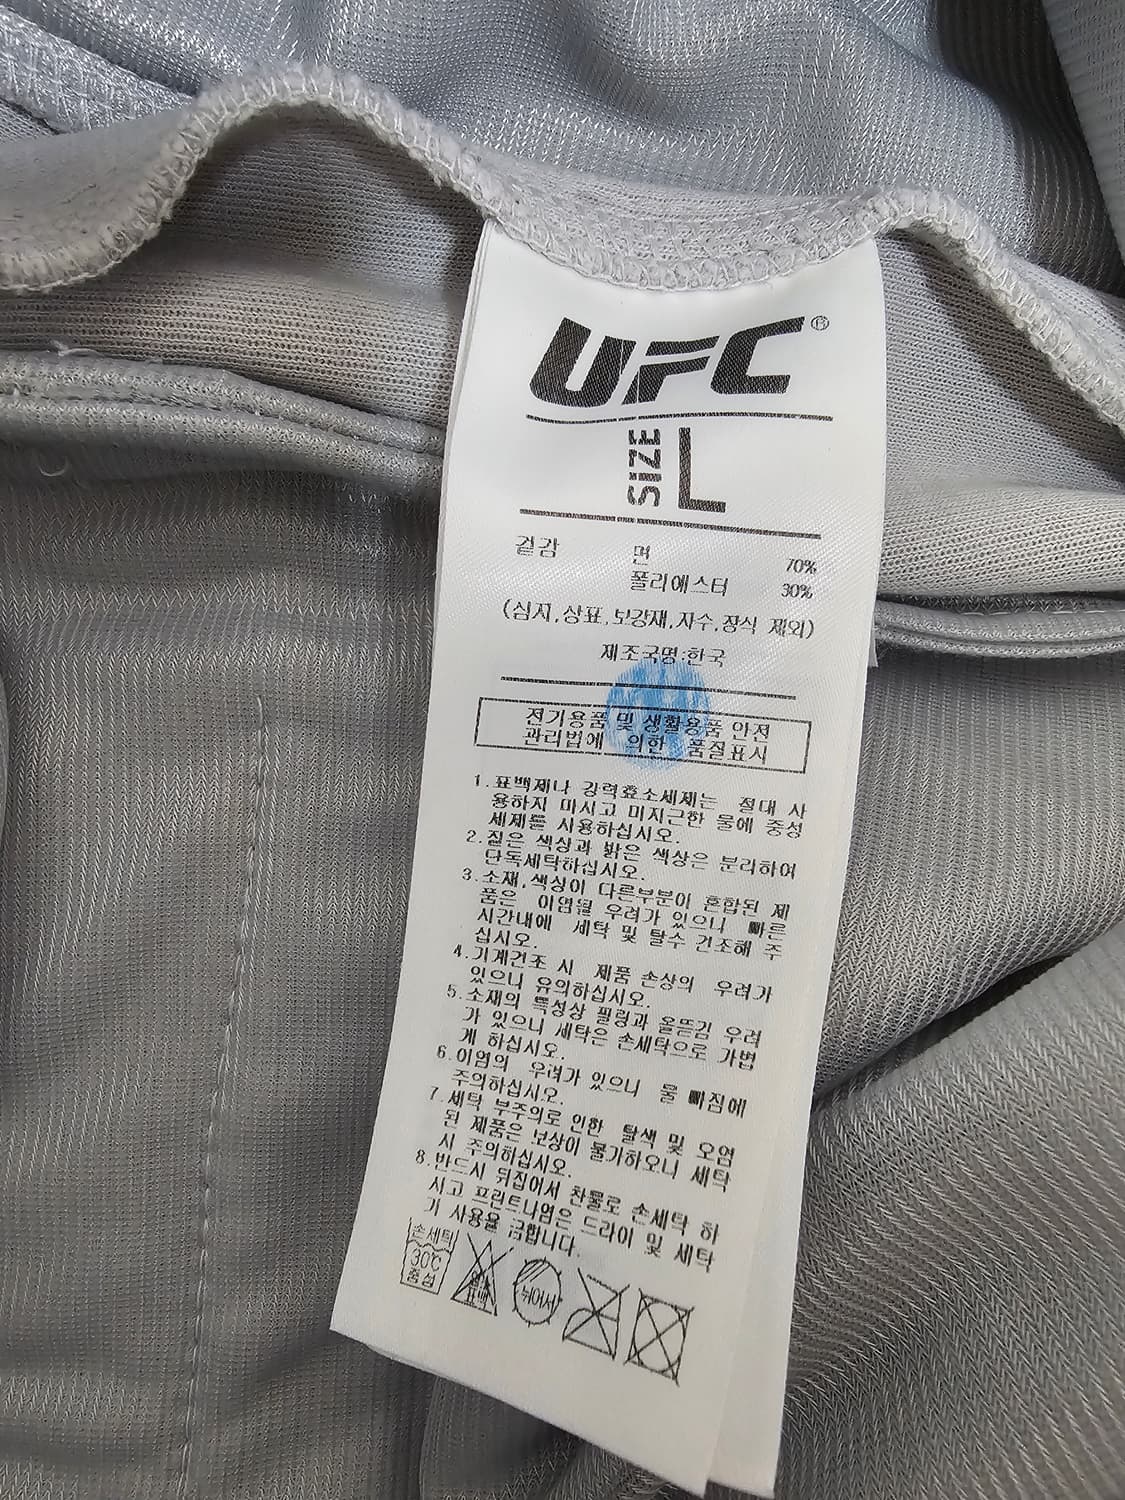 UFC®
SIZE L
겉감 면 70%
폴리에스터 30%
(심지,상표,보강재,자수,장식 제외)
제조국명:한국
전기용품 및 생활용품 안전
관리법에 의한 품질표시
1.표백제나 강력효소세제는 절대 사
용하지 마시고 미지근한 물에 중성
세제를 시용하십시오.
2.짙은 색상과 밝은 색상은 분리하여
단독세탁하십시오.
3.소재,색상이 다른부분이 혼합된 제
품은 이염될 우려가 있으니 빠른
시간내에 세탁 및 탈수 건조해 주
십시오.
4.기계건조 시 제품 손상의 우려가
있으니 유의하십시오.
5.소재의 특성상 필링과 올뜯김 우려
가 있으니 세탁은 손세탁으로 가볍
게 하십시오.
6.이염의 우려가 있으니 물 빠짐에
주의하십시오.
7.세탁 부주의로 인한 탈색 및 오염
된 제품은 보상이 불가하오니 세탁
시 주의하십시오.
8.반드시 뒤집어서 찬물로 손세탁 하
시고 프린트나염은 드라이 및 세탁
기 사용을 금합니다.
손세탁
30℃
중성
표백
뉘어서